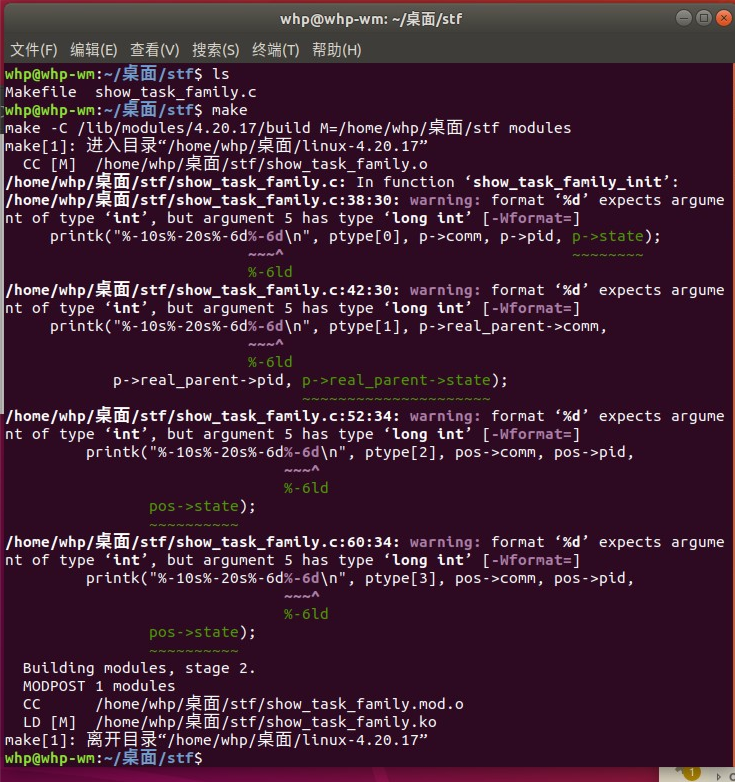 whp@whp-wm: ~/桌面/stf
文件(F) 编辑(E) 查看(V) 搜索(S) 终端(T) 帮助(H)
whp@whp-wm:~/桌面/stf$ ls
Makefile  show_task_family.c
whp@whp-wm:~/桌面/stf$ make
make -C /lib/modules/4.20.17/build M=/home/whp/桌面/stf modules
make[1]: 进入目录“/home/whp/桌面/linux-4.20.17”
  CC [M]  /home/whp/桌面/stf/show_task_family.o
/home/whp/桌面/stf/show_task_family.c: In function ‘show_task_family_init’:
/home/whp/桌面/stf/show_task_family.c:38:30: warning: format ‘%d’ expects argume
nt of type ‘int’, but argument 5 has type ‘long int’ [-Wformat=]
     printk("%-10s%-20s%-6d%-6d\n", ptype[0], p->comm, p->pid, p->state);
                           ~~~^                                ~~~~~~~~
                           %-6ld
/home/whp/桌面/stf/show_task_family.c:42:30: warning: format ‘%d’ expects argume
nt of type ‘int’, but argument 5 has type ‘long int’ [-Wformat=]
     printk("%-10s%-20s%-6d%-6d\n", ptype[1], p->real_parent->comm,
                           ~~~^
                           %-6ld
            p->real_parent->pid, p->real_parent->state);
                                 ~~~~~~~~~~~~~~~~~~~~~
/home/whp/桌面/stf/show_task_family.c:52:34: warning: format ‘%d’ expects argume
nt of type ‘int’, but argument 5 has type ‘long int’ [-Wformat=]
         printk("%-10s%-20s%-6d%-6d\n", ptype[2], pos->comm, pos->pid,
                               ~~~^
                               %-6ld
                pos->state);
                ~~~~~~~~~~
/home/whp/桌面/stf/show_task_family.c:60:34: warning: format ‘%d’ expects argume
nt of type ‘int’, but argument 5 has type ‘long int’ [-Wformat=]
         printk("%-10s%-20s%-6d%-6d\n", ptype[3], pos->comm, pos->pid,
                               ~~~^
                               %-6ld
                pos->state);
                ~~~~~~~~~~
  Building modules, stage 2.
  MODPOST 1 modules
  CC      /home/whp/桌面/stf/show_task_family.mod.o
  LD [M]  /home/whp/桌面/stf/show_task_family.ko
make[1]: 离开目录“/home/whp/桌面/linux-4.20.17”
whp@whp-wm:~/桌面/stf$
1